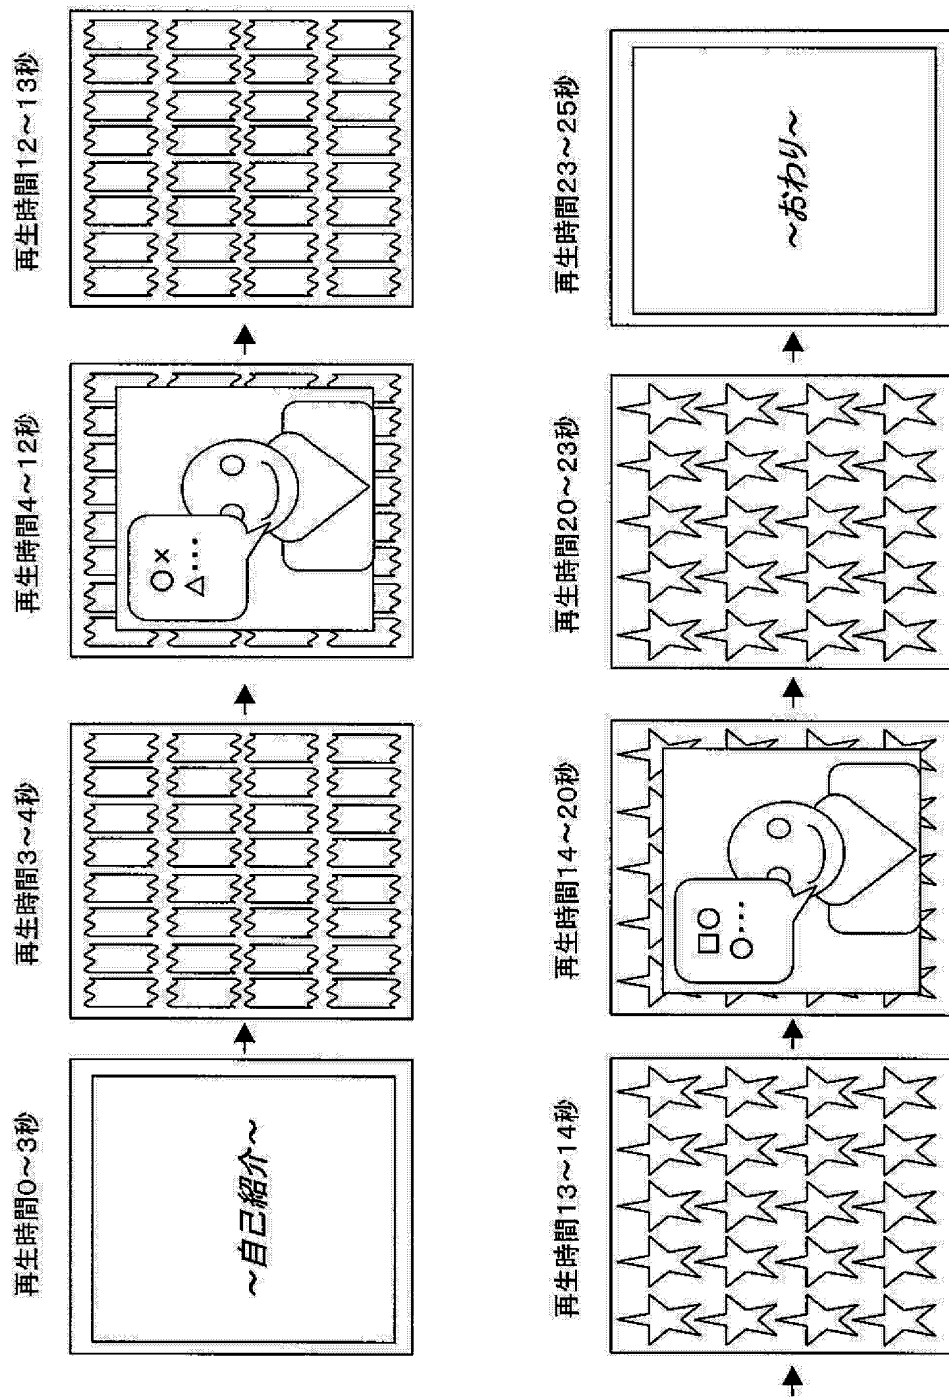 再生時間0～3秒
～自己紹介～
再生時間3～4秒
再生時間4～12秒
○×
△・・・
再生時間12～13秒
再生時間13～14秒
再生時間14～20秒
□○
○・・・
再生時間20～23秒
再生時間23～25秒
～おわり～